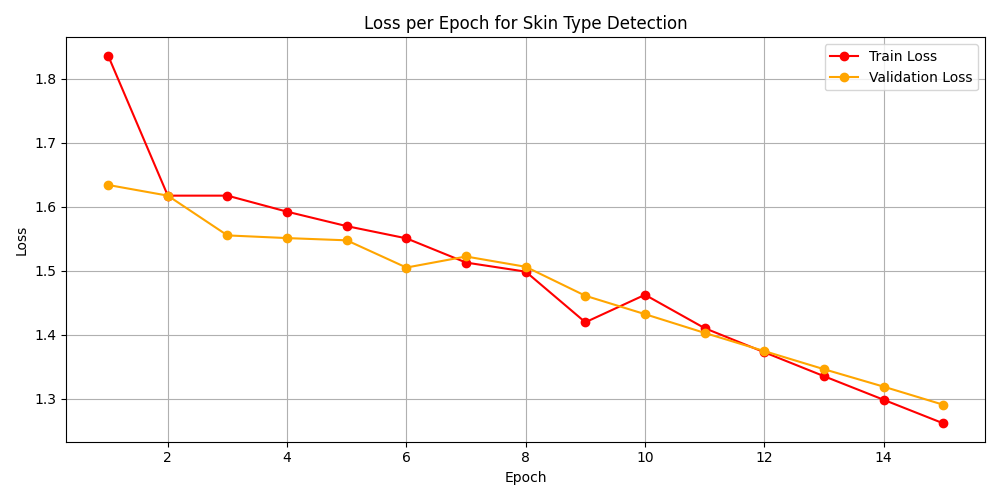 Loss per Epoch for Skin Type Detection
Train Loss
Validation Loss
1.8
1.7
1.6
1.5
1.4
1.3
Loss
2 4 6 8 10 12 14
Epoch